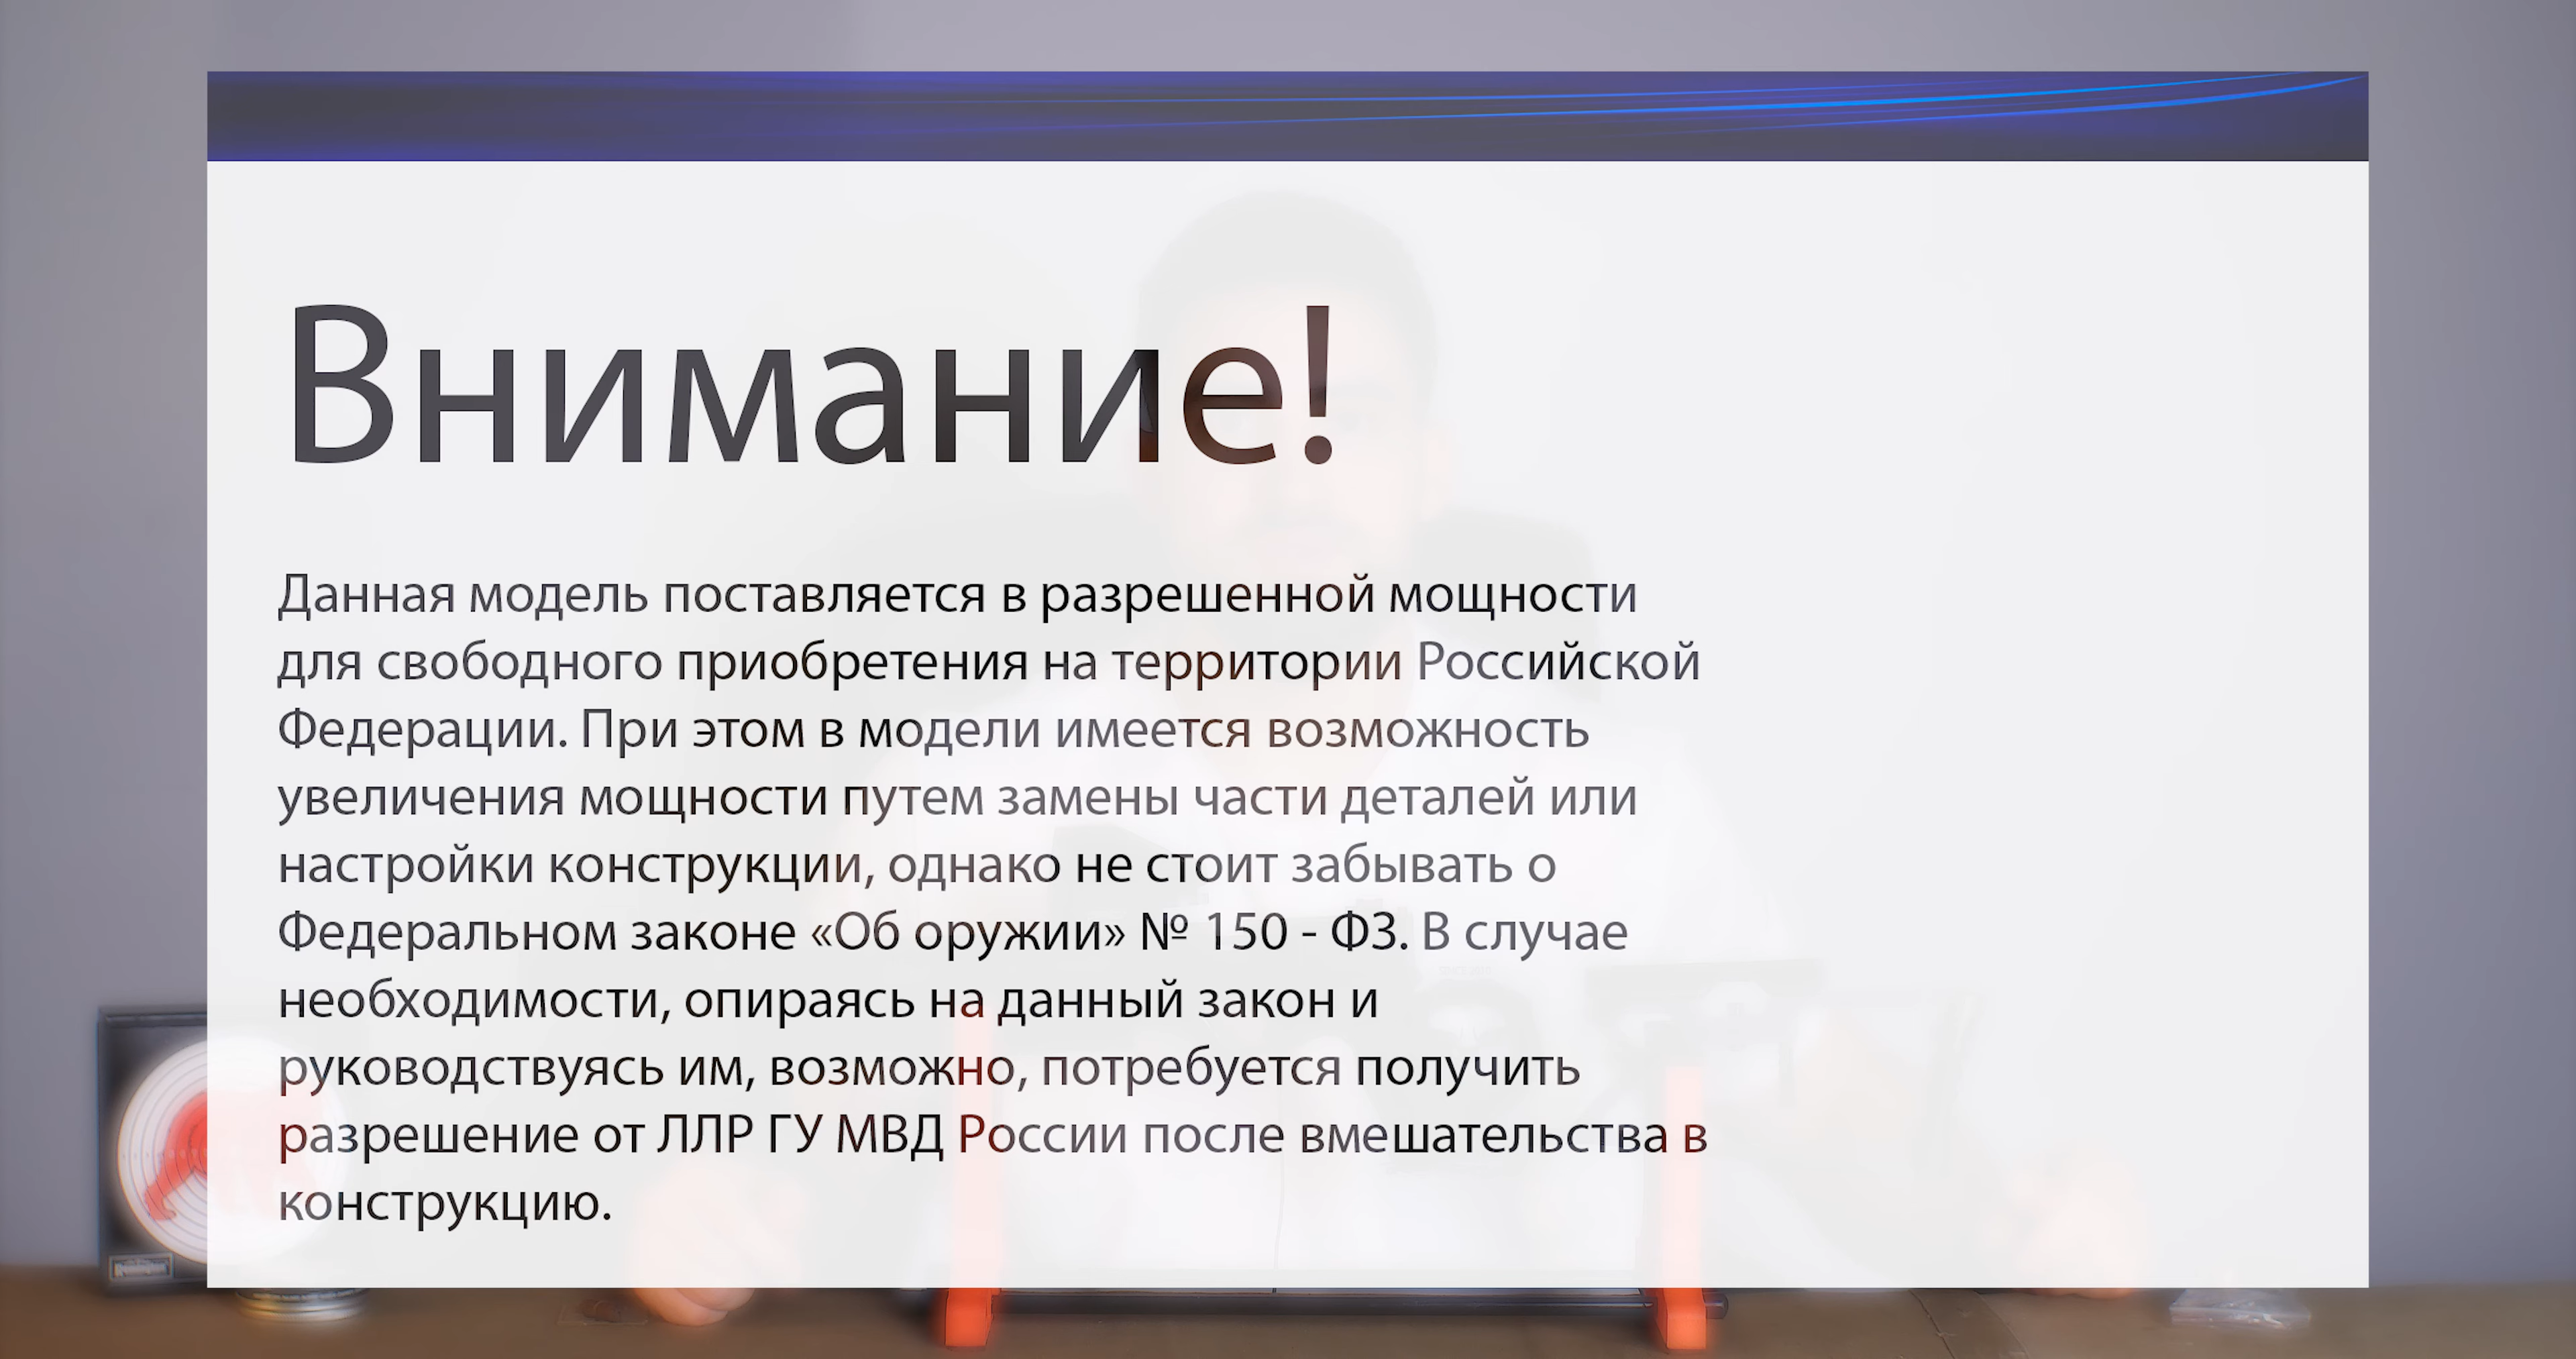 Внимание!
Данная модель поставляется в разрешенной мощности
для свободного приобретения на территории Российской
Федерации. При этом в модели имеется возможность
увеличения мощности путем замены части деталей или
настройки конструкции, однако не стоит забывать о
Федеральном законе «Об оружии» № 150 - ФЗ. В случае
необходимости, опираясь на данный закон и
руководствуясь им, возможно, потребуется получить
разрешение от ЛЛР ГУ МВД России после вмешательства в
конструкцию.